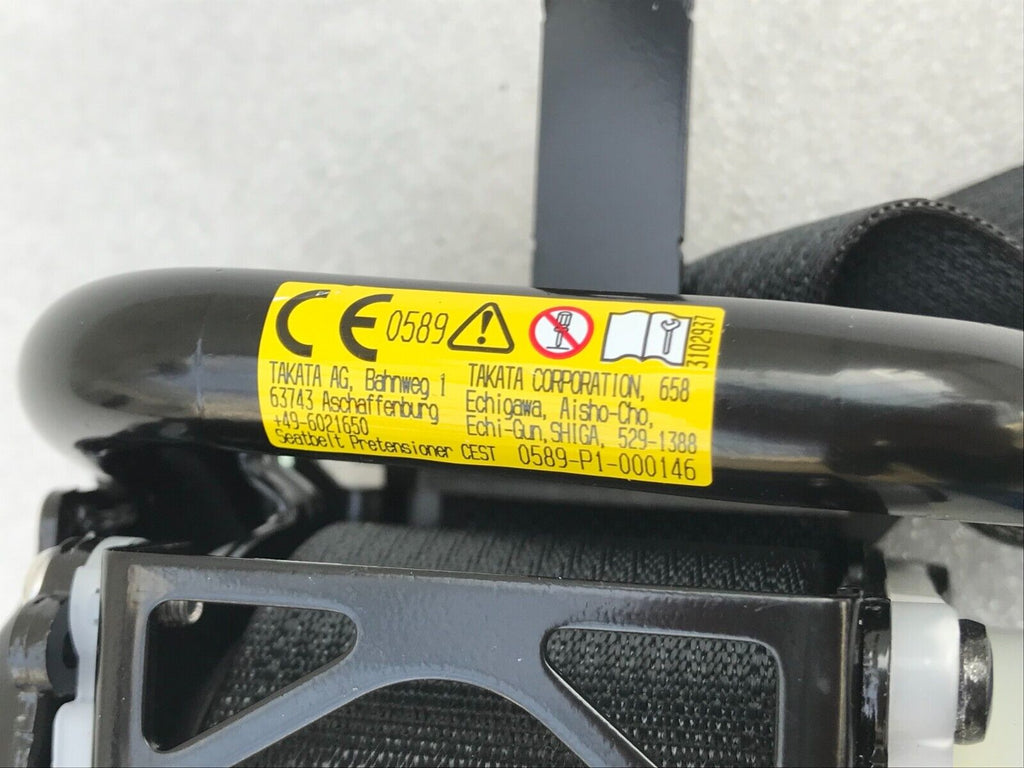 CE 0589
3102937
TAKATA AG, Bahnweg 1
63743 Aschaffenburg
+49-6021650
TAKATA CORPORATION, 658
Echigawa, Aisho-Cho,
Echi-Gun, SHIGA, 529-1388
Seatbelt Pretensioner CEST 0589-P1-000146